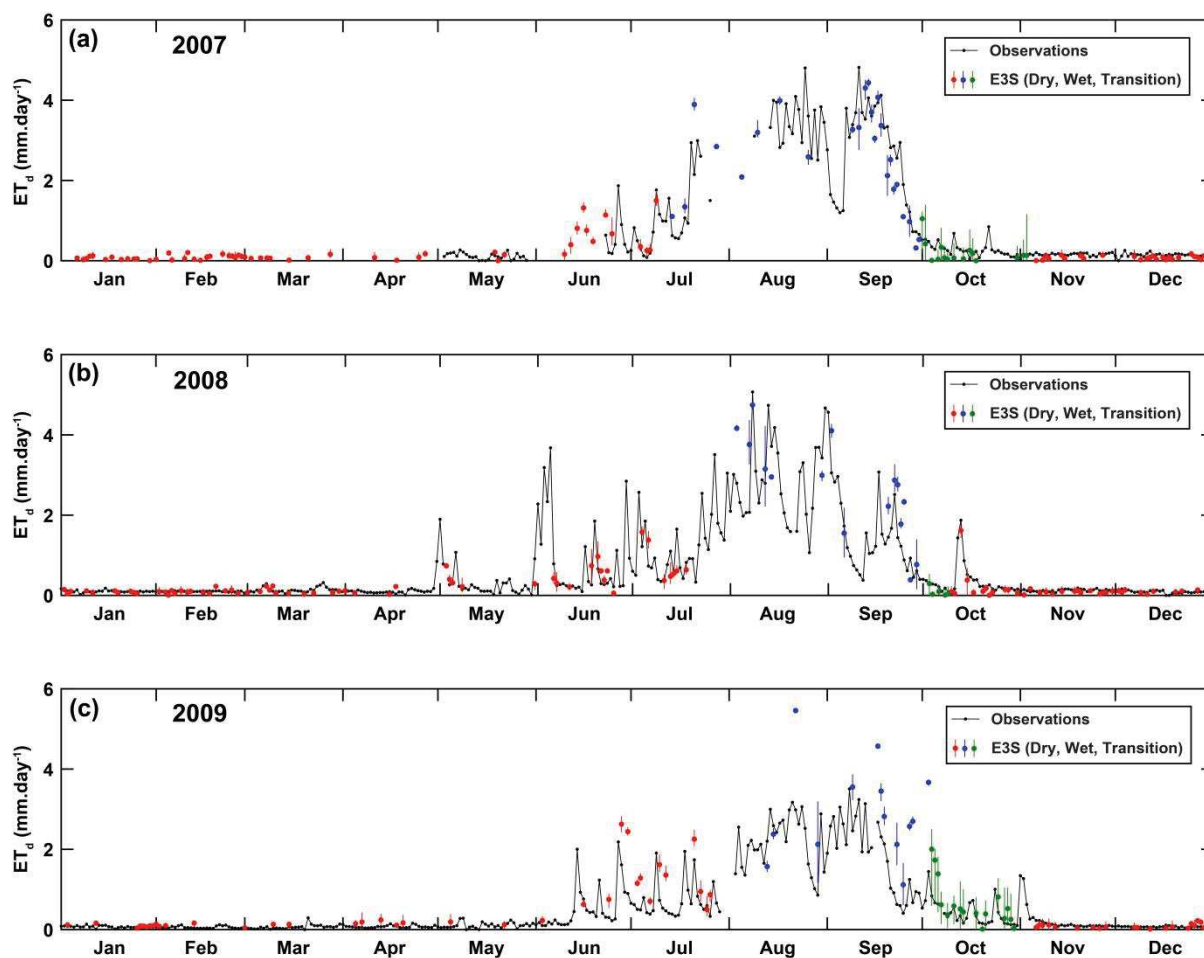 (a) 2007
6
4
2
0
ET_d (mm.day⁻¹)
Observations
E3S (Dry, Wet, Transition)
Jan Feb Mar Apr May Jun Jul Aug Sep Oct Nov Dec
(b) 2008
6
4
2
0
ET_d (mm.day⁻¹)
Observations
E3S (Dry, Wet, Transition)
Jan Feb Mar Apr May Jun Jul Aug Sep Oct Nov Dec
(c) 2009
6
4
2
0
ET_d (mm.day⁻¹)
Observations
E3S (Dry, Wet, Transition)
Jan Feb Mar Apr May Jun Jul Aug Sep Oct Nov Dec